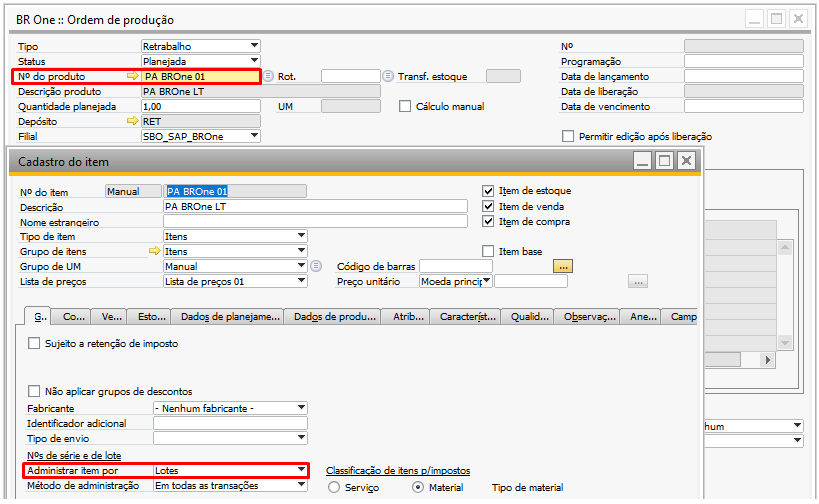 BR One :: Ordem de produção
Tipo Retrabalho Nº
Status Planejada Programação
Nº do produto PA BROne 01 Rot. Transf. estoque Data de lançamento
Descrição produto PA BROne LT Data de liberação
Quantidade planejada 1,00 UM Cálculo manual Data de vencimento
Depósito RET
Filial SBO_SAP_BROne Permitir edição após liberação
Cadastro do item
Nº do item Manual PA BROne 01 Item de estoque
Descrição PA BROne LT Item de venda
Nome estrangeiro Item de compra
Tipo de item Itens
Grupo de itens Itens Item base
Grupo de UM Manual Código de barras ...
Lista de preços Lista de preços 01 Preço unitário Moeda princip ...
G.. Co... Ve... Esto... Dados de planejame... Dados de produ... Atrib... Característ... Qualid... Observaç... Ane... Camp
Sujeito a retenção de imposto
Não aplicar grupos de descontos
Fabricante - Nenhum fabricante -
Identificador adicional
hum
Tipo de envio
Nºs de série e de lote
Administrar item por Lotes Classificação de itens p/impostos
Método de administração Em todas as transações Serviço Material Tipo de material